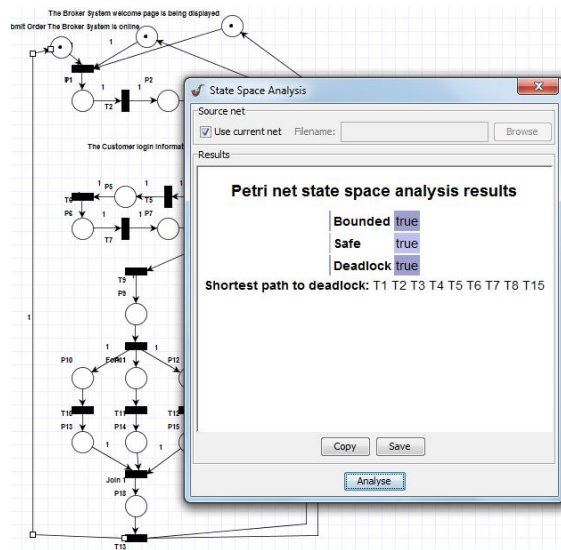 The Broker System welcome page is being displayed
bmit Order The Broker System is online
1
1
P1
1
P2
T2
1
State Space Analysis
Source net
Use current net
Filename:
Browse
Results
Petri net state space analysis results
Bounded true
Safe true
Deadlock true
Shortest path to deadlock: T1 T2 T3 T4 T5 T6 T7 T8 T15
Copy
Save
Analyse
The Customer login informat
1
P5
1
1
T5
P6
1
P7
T7
1
T9
P9
1
1
1
P10
P12
T10
T11
T12
P13
P14
P15
1
1
Join 1
P18
T13